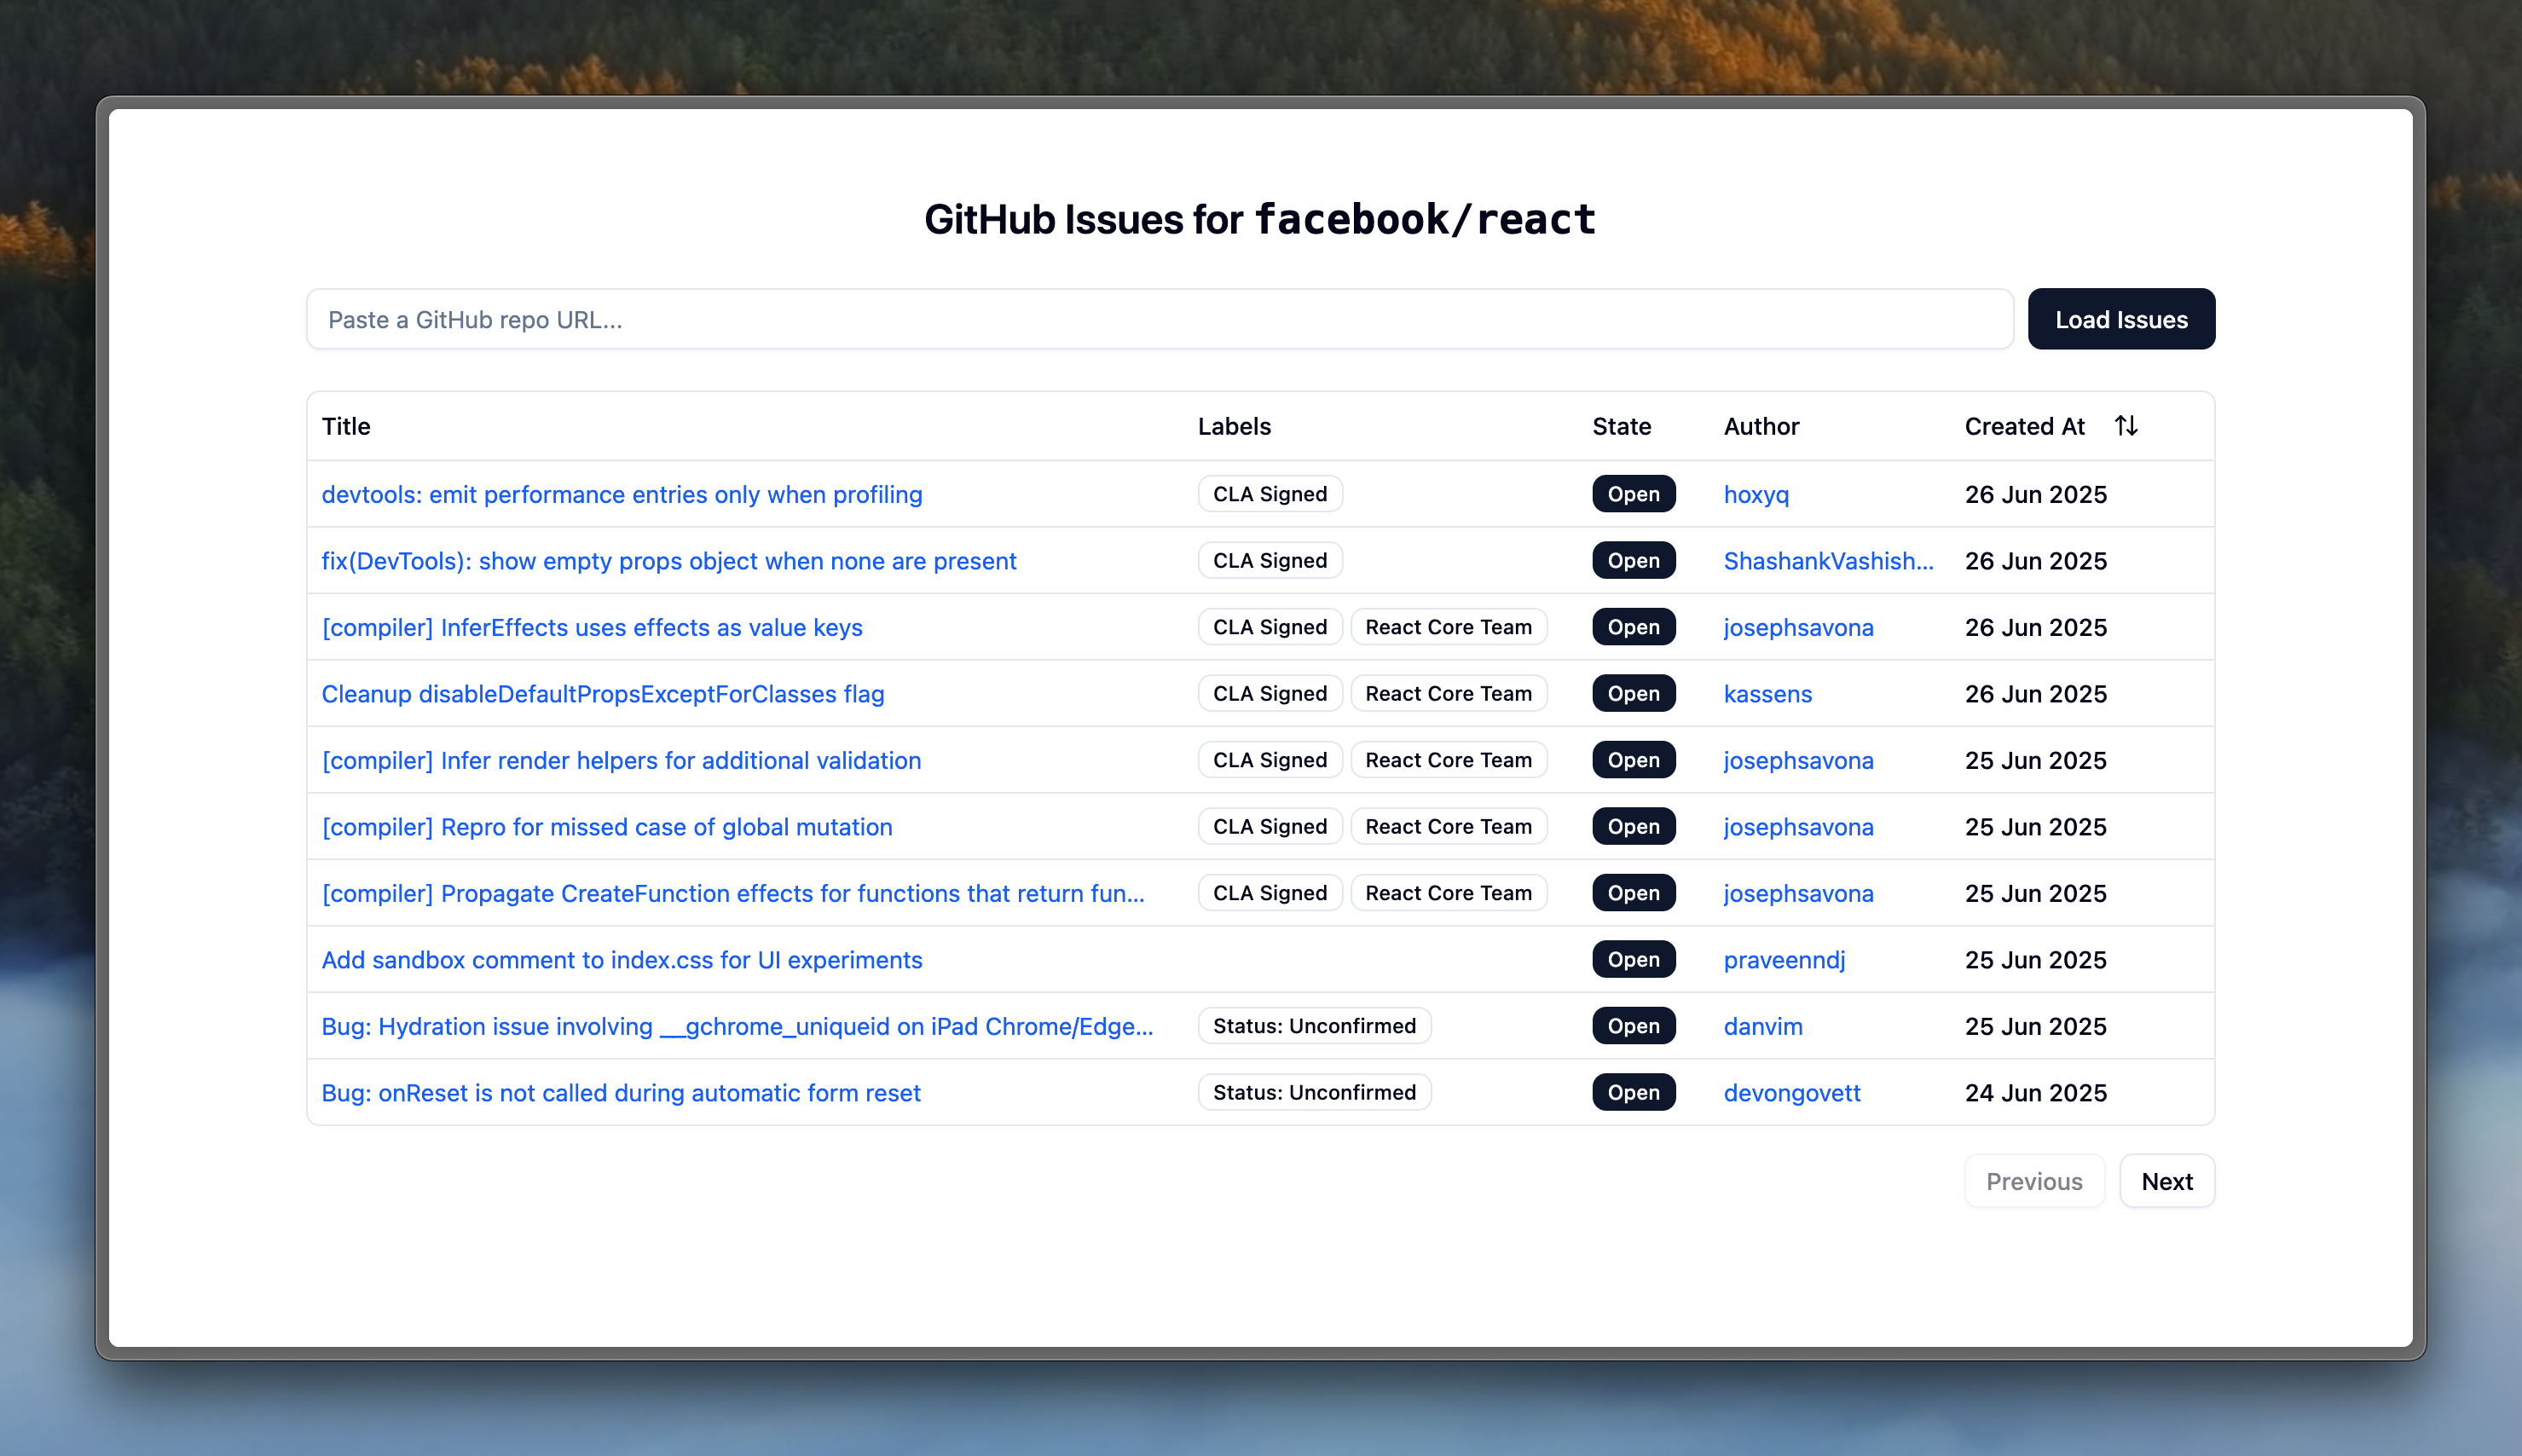 GitHub Issues for facebook/react
Paste a GitHub repo URL... Load Issues
Title Labels State Author Created At
devtools: emit performance entries only when profiling CLA Signed Open hoxyq 26 Jun 2025
fix(DevTools): show empty props object when none are present CLA Signed Open ShashankVashish... 26 Jun 2025
[compiler] InferEffects uses effects as value keys CLA Signed React Core Team Open josephsavona 26 Jun 2025
Cleanup disableDefaultPropsExceptForClasses flag CLA Signed React Core Team Open kassens 26 Jun 2025
[compiler] Infer render helpers for additional validation CLA Signed React Core Team Open josephsavona 25 Jun 2025
[compiler] Repro for missed case of global mutation CLA Signed React Core Team Open josephsavona 25 Jun 2025
[compiler] Propagate CreateFunction effects for functions that return fun... CLA Signed React Core Team Open josephsavona 25 Jun 2025
Add sandbox comment to index.css for UI experiments Open praveenndj 25 Jun 2025
Bug: Hydration issue involving __gchrome_uniqueid on iPad Chrome/Edge... Status: Unconfirmed Open danvim 25 Jun 2025
Bug: onReset is not called during automatic form reset Status: Unconfirmed Open devongovett 24 Jun 2025
Previous Next